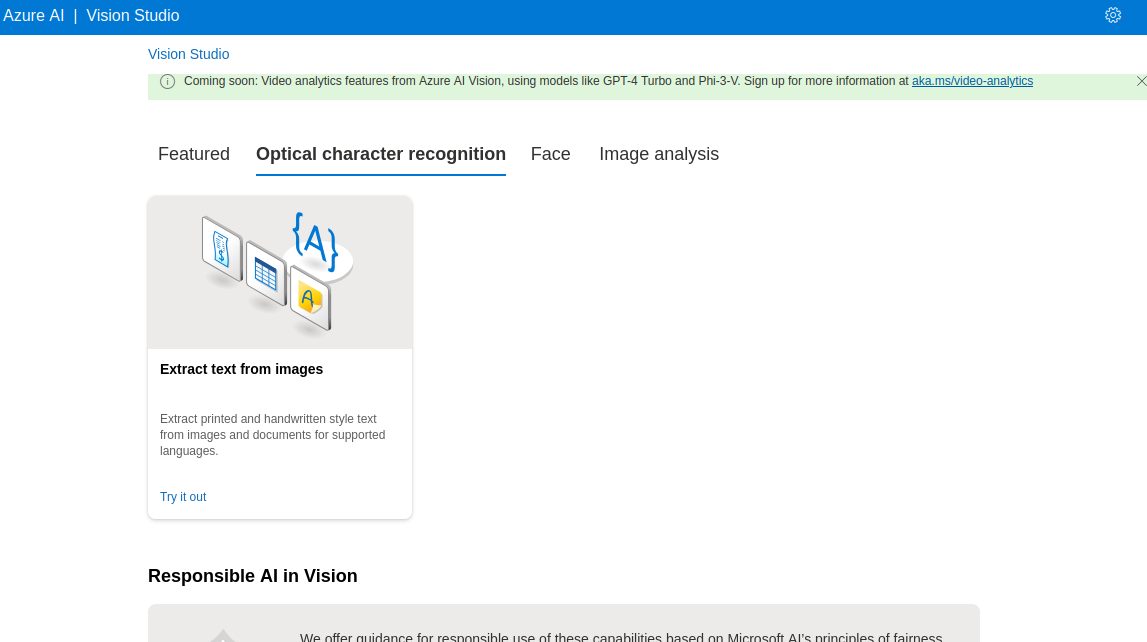 Azure AI | Vision Studio
Vision Studio
Coming soon: Video analytics features from Azure AI Vision, using models like GPT-4 Turbo and Phi-3-V. Sign up for more information at aka.ms/video-analytics
Featured Optical character recognition Face Image analysis
{A}
A
Extract text from images
Extract printed and handwritten style text
from images and documents for supported
languages.
Try it out
Responsible AI in Vision
We offer guidance for responsible use of these capabilities based on Microsoft AI's principles of fairness,